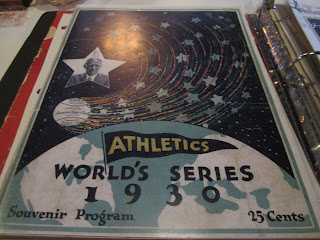 ATHLETICS
WORLD'S SERIES
1930
Souvenir Program
25 Cents